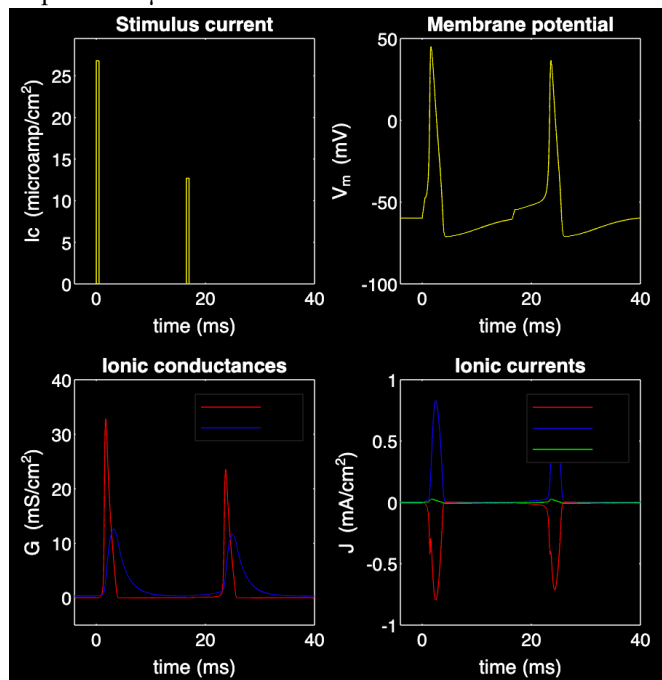 Stimulus current
Ic (microamp/cm²)
25
20
15
10
5
0
0
20
40
time (ms)
Membrane potential
Vₘ (mV)
50
0
-50
-100
0
20
40
time (ms)
Ionic conductances
G (mS/cm²)
40
30
20
10
0
0
20
40
time (ms)
Ionic currents
J (mA/cm²)
1
0.5
0
-0.5
-1
0
20
40
time (ms)